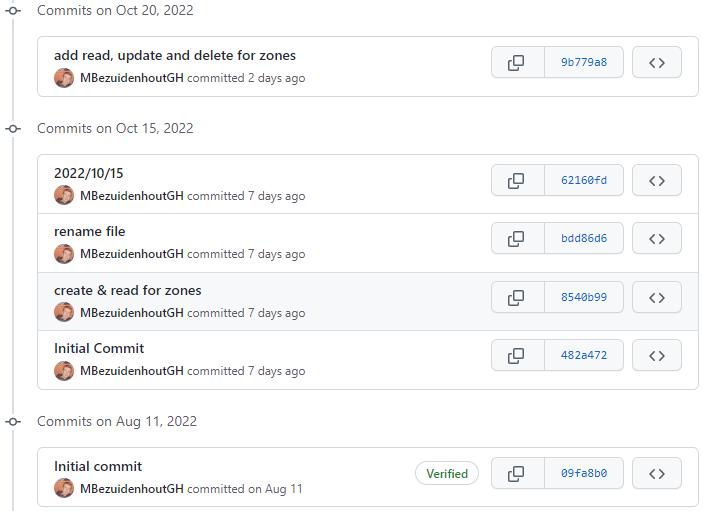 Commits on Oct 20, 2022
add read, update and delete for zones
9b779a8
MBezuidenhoutGH committed 2 days ago
Commits on Oct 15, 2022
2022/10/15
62160fd
MBezuidenhoutGH committed 7 days ago
rename file
bdd86d6
MBezuidenhoutGH committed 7 days ago
create & read for zones
8540b99
MBezuidenhoutGH committed 7 days ago
Initial Commit
482a472
MBezuidenhoutGH committed 7 days ago
Commits on Aug 11, 2022
Initial commit
Verified
09fa8b0
MBezuidenhoutGH committed on Aug 11